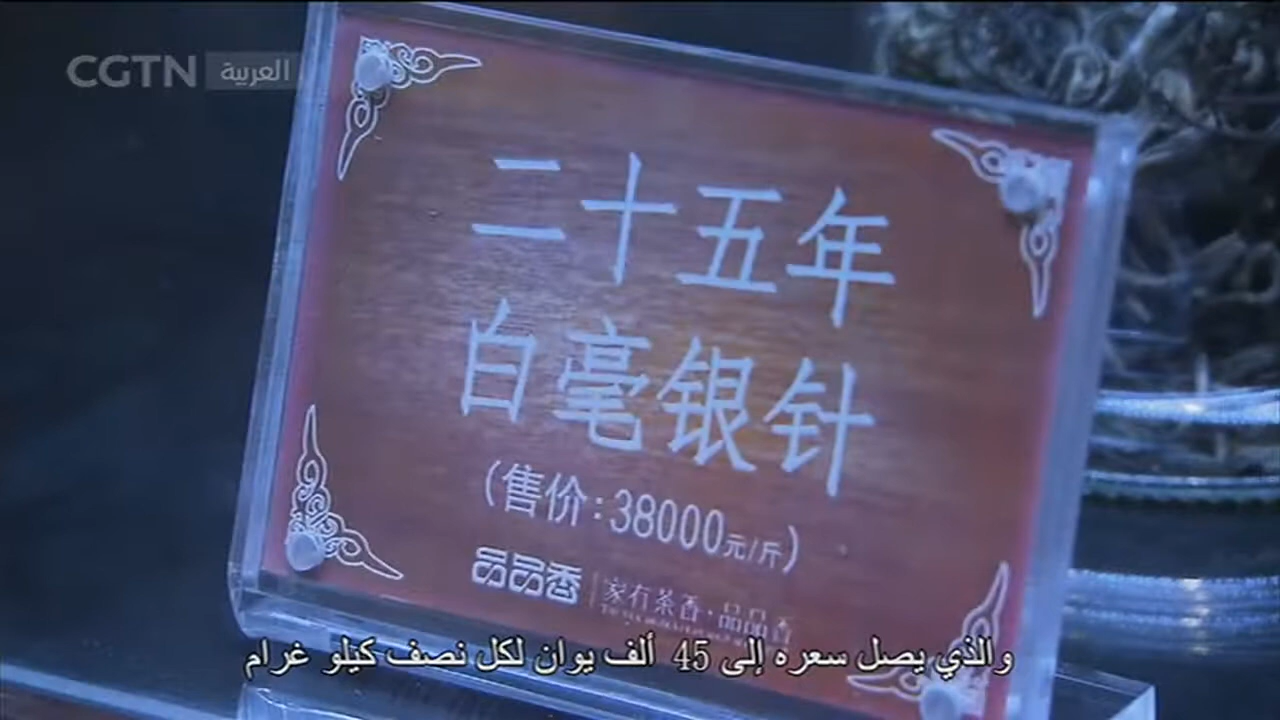 CGTN العربية
二十五年
白毫银针
(售价:38000元/斤)
品品香 家有茶香·品品香
والذي يصل سعره إلى 45 ألف يوان لكل نصف كيلو غرام